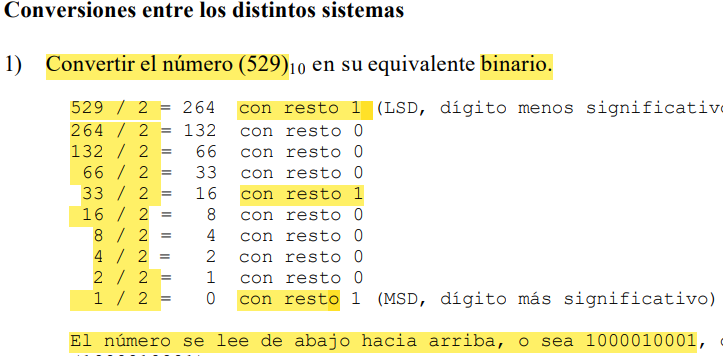 Conversiones entre los distintos sistemas
1) Convertir el número (529)10 en su equivalente binario.
529 / 2 = 264 con resto 1 (LSD, dígito menos significativo
264 / 2 = 132 con resto 0
132 / 2 = 66 con resto 0
66 / 2 = 33 con resto 0
33 / 2 = 16 con resto 1
16 / 2 = 8 con resto 0
8 / 2 = 4 con resto 0
4 / 2 = 2 con resto 0
2 / 2 = 1 con resto 0
1 / 2 = 0 con resto 1 (MSD, dígito más significativo)
El número se lee de abajo hacia arriba, o sea 1000010001,